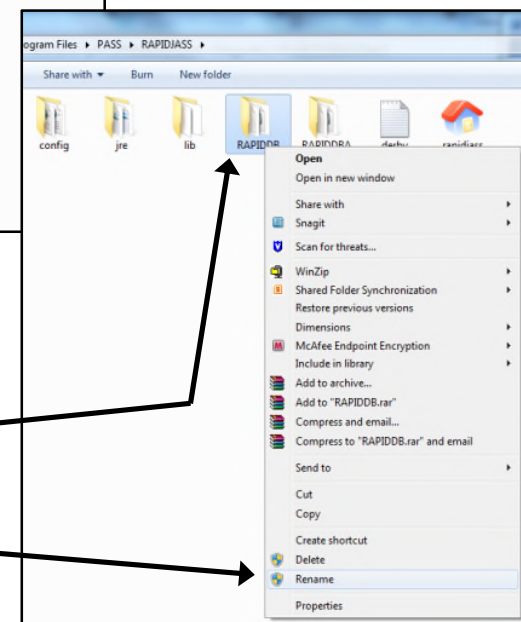 ogram Files ▸ PASS ▸ RAPIDJASS ▸
Share with ▾ Burn New folder
config jre lib RAPIDDB RAPIDDBA derby rapidjass
Open
Open in new window
Share with
Snagit
Scan for threats...
WinZip
Shared Folder Synchronization
Restore previous versions
Dimensions
McAfee Endpoint Encryption
Include in library
Add to archive...
Add to "RAPIDDB.rar"
Compress and email...
Compress to "RAPIDDB.rar" and email
Send to
Cut
Copy
Create shortcut
Delete
Rename
Properties